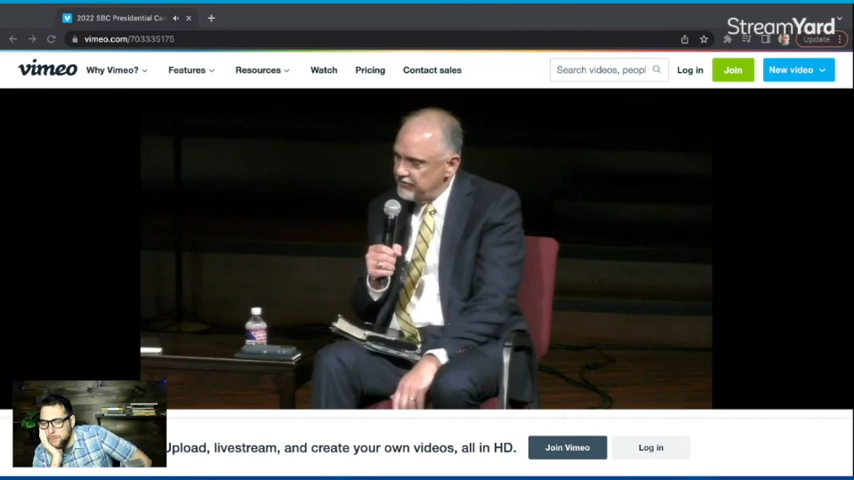 2022 SBC Presidential Ca
StreamYard
vimeo.com/703335175
Update
vimeo Why Vimeo? Features Resources Watch Pricing Contact sales Search videos, peopl Log in Join New video
Upload, livestream, and create your own videos, all in HD. Join Vimeo Log in